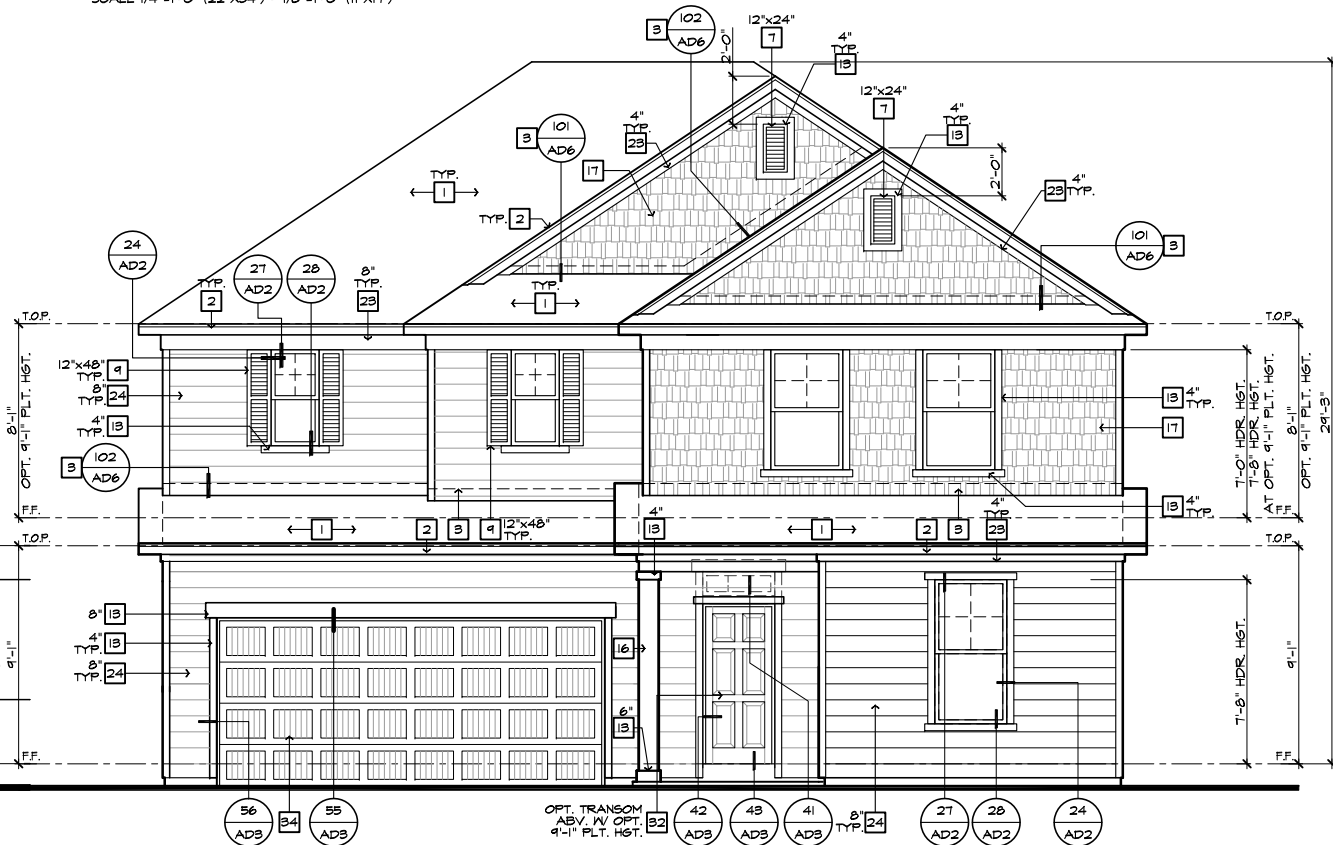 SCALE 1/4"=1'-0" (22"X34") 1/8"=1'-0" (11"X17")
3
102
AD6
12"x24"
7
2'-0"
4"
TYP.
13
12"x24"
7
4"
TYP.
13
3
101
AD6
4"
TYP.
23
17
2'-0"
23
4"
TYP.
TYP.
1
TYP.
2
101
AD6
3
24
AD2
27
AD2
28
AD2
TYP.
2
8"
23
TYP.
1
T.O.P.
T.O.P.
12"x48"
TYP.
9
8"
TYP.
24
4"
TYP.
13
3
102
AD6
8'-1"
OPT. 9'-1" PLT. HGT.
13
4"
TYP.
17
7'-0" HDR. HGT.
7'-8" HDR. HGT.
AT OPT. 9'-1" PLT. HGT.
8'-1"
OPT. 9'-1" PLT. HGT.
29'-3"
13
4"
TYP.
F.F.
F.F.
1
2
3
9
12"x48"
TYP.
4"
13
1
2
3
4"
TYP.
23
T.O.P.
T.O.P.
8"
13
4"
TYP.
13
8"
TYP.
24
9'-1"
16
6"
13
7'-8" HDR. HGT.
9'-1"
F.F.
F.F.
56
AD3
34
55
AD3
OPT. TRANSOM
ABV. W/ OPT.
9'-1" PLT. HGT.
32
42
AD3
43
AD3
41
AD3
8"
TYP.
24
27
AD2
28
AD2
24
AD2